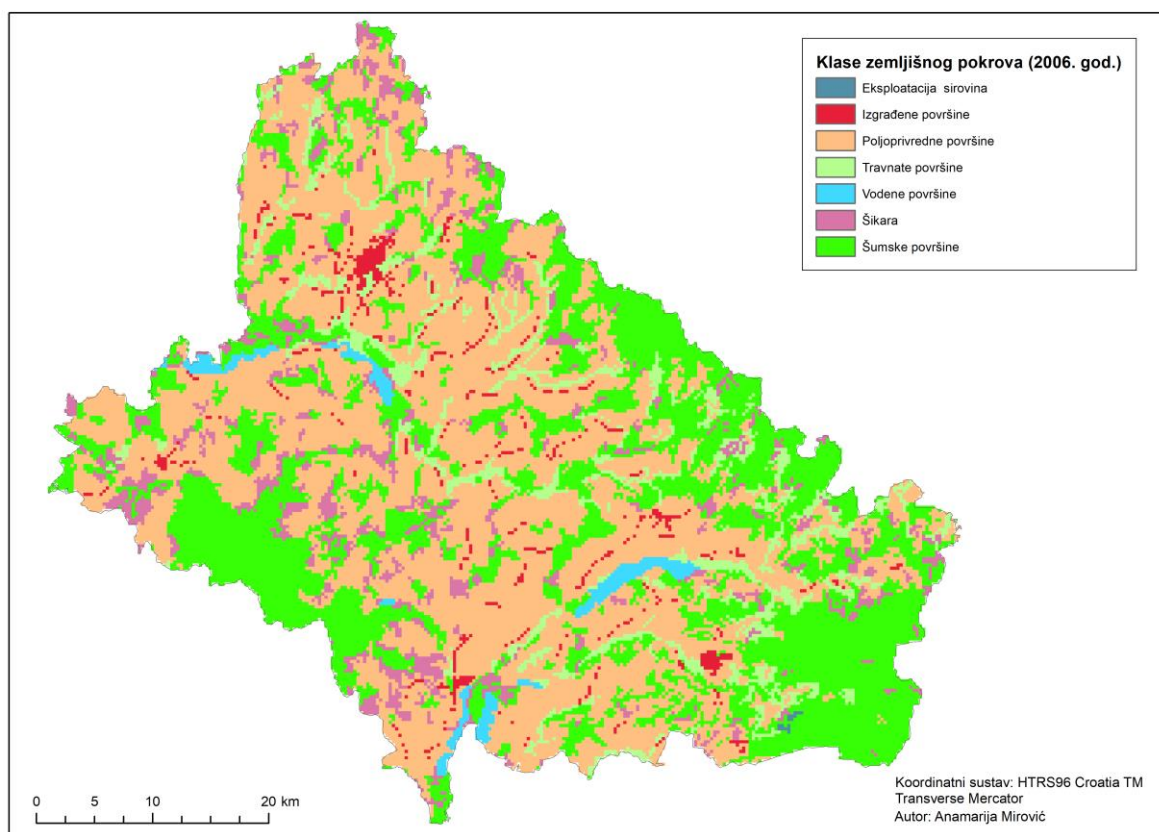 Klase zemljišnog pokrova (2006. god.)
Eksploatacija sirovina
Izgrađene površine
Poljoprivredne površine
Travnate površine
Vodene površine
Šikara
Šumske površine
0 5 10 20 km
Koordinatni sustav: HTRS96 Croatia TM
Transverse Mercator
Autor: Anamarija Mirović